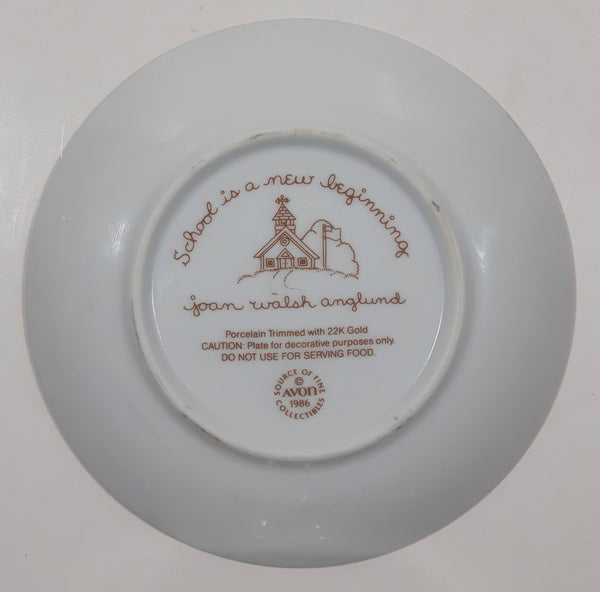 School is a new beginning
joan walsh anglund
Porcelain Trimmed with 22K Gold
CAUTION: Plate for decorative purposes only.
DO NOT USE FOR SERVING FOOD.
SOURCE OF FINE
©
AVON
1986
COLLECTIBLES